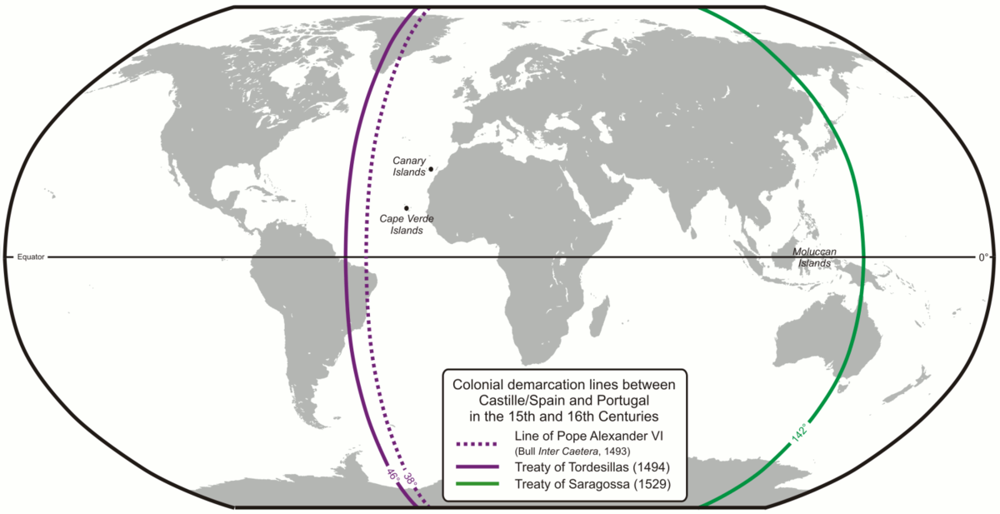 Canary
Islands
Cape Verde
Islands
Equator
Moluccan
Islands
0°
Colonial demarcation lines between
Castille/Spain and Portugal
in the 15th and 16th Centuries
Line of Pope Alexander VI
(Bull Inter Caetera, 1493)
Treaty of Tordesillas (1494)
Treaty of Saragossa (1529)
142°
46°
38°